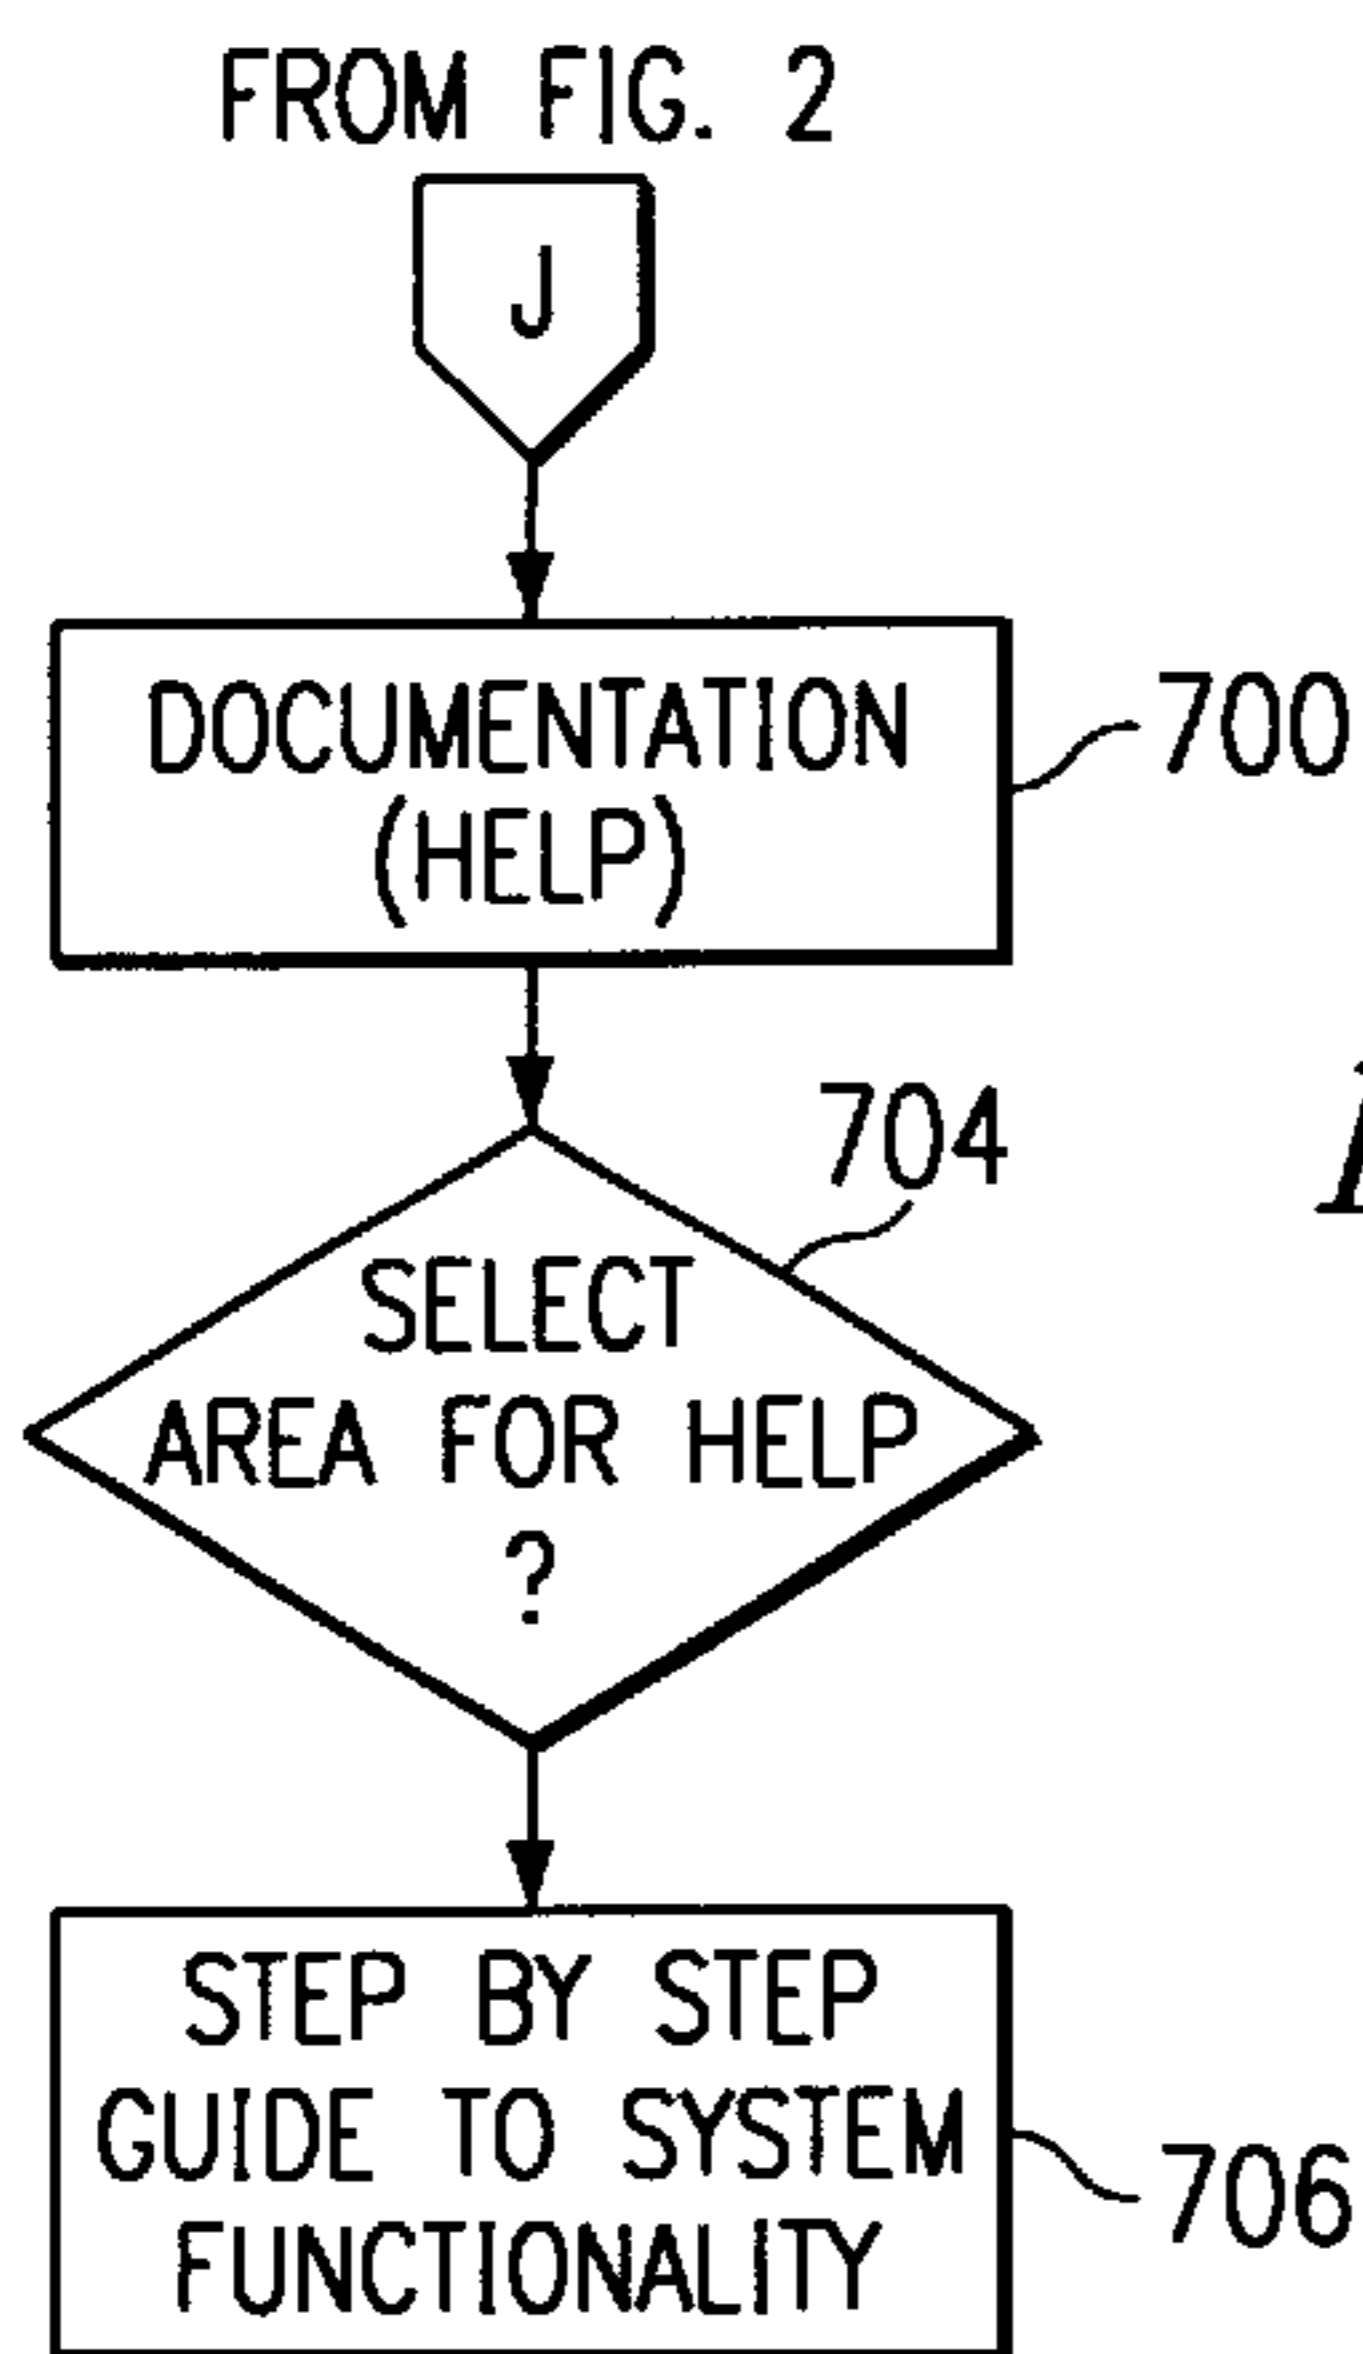 FROM FIG. 2
J
DOCUMENTATION
(HELP)
700
704
SELECT
AREA FOR HELP
?
STEP BY STEP
GUIDE TO SYSTEM
FUNCTIONALITY
706